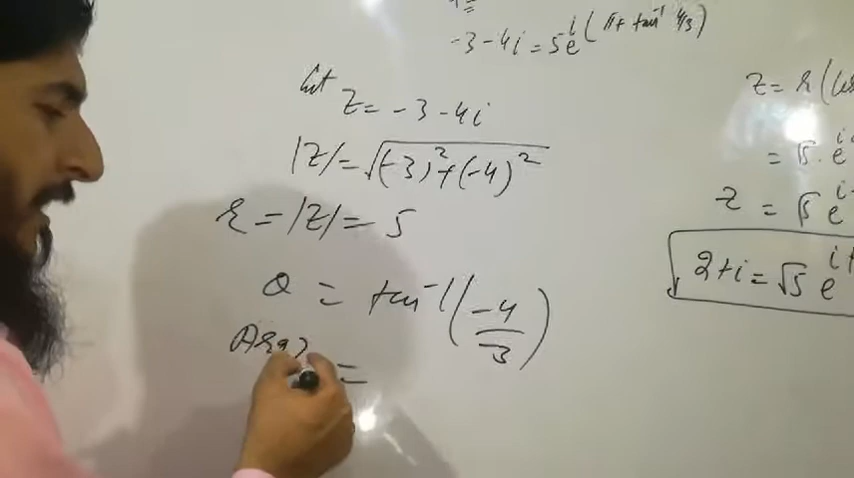 -3-4i = 5e^i(π+tan⁻¹ 4/3)
let z = -3-4i
|z| = √(-3)²+(-4)²
r = |z| = 5
θ = tan⁻¹(-4/-3)
Arg z =
z = r(
= √5 . e^i
z = √5 e^i
2+i = √5 e^i